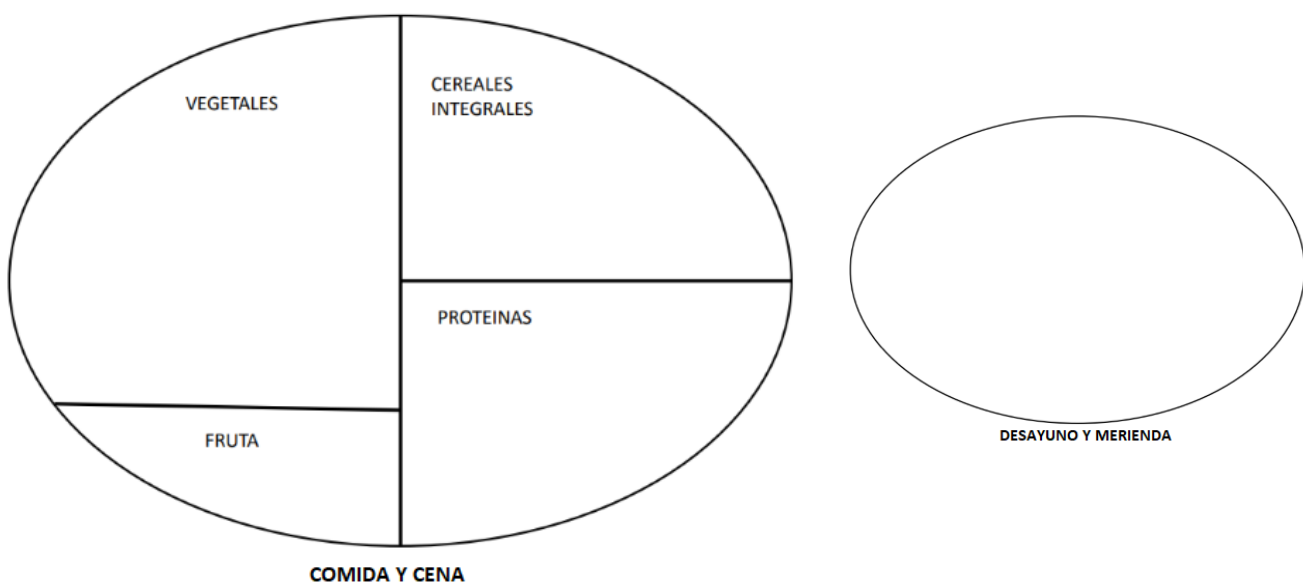 VEGETALES
CEREALES
INTEGRALES
PROTEINAS
FRUTA
COMIDA Y CENA
DESAYUNO Y MERIENDA